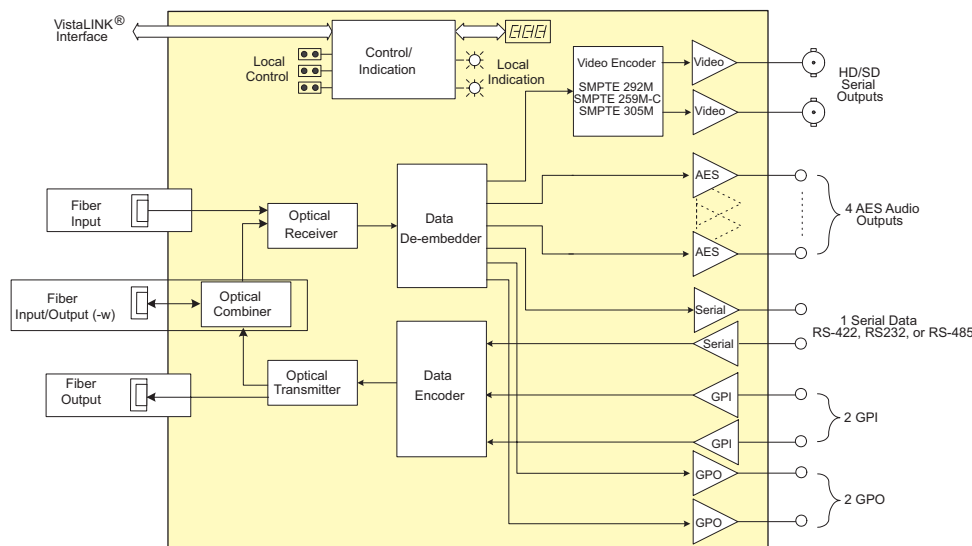 VistaLINK®
Interface
Local
Control
Control/
Indication
Local
Indication
Video Encoder
SMPTE 292M
SMPTE 259M-C
SMPTE 305M
Video
Video
HD/SD
Serial
Outputs
Fiber
Input
Optical
Receiver
Data
De-embedder
AES
AES
4 AES Audio
Outputs
Fiber
Input/Output (-w)
Optical
Combiner
Serial
Serial
1 Serial Data
RS-422, RS232, or RS-485
Fiber
Output
Optical
Transmitter
Data
Encoder
GPI
GPI
2 GPI
GPO
GPO
2 GPO